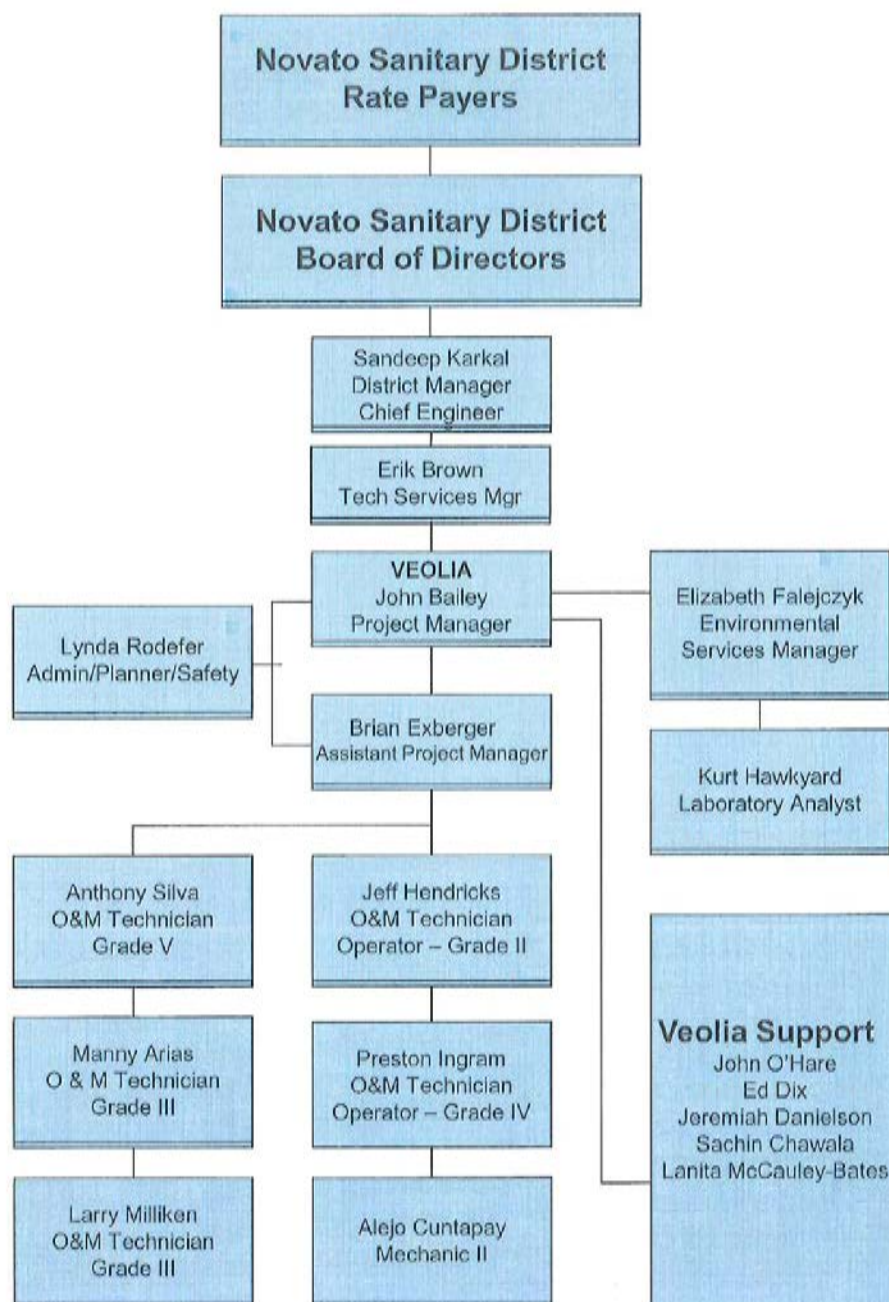 Novato Sanitary District
Rate Payers
Novato Sanitary District
Board of Directors
Sandeep Karkal
District Manager
Chief Engineer
Erik Brown
Tech Services Mgr
VEOLIA
John Bailey
Project Manager
Elizabeth Falejczyk
Environmental
Services Manager
Lynda Rodefer
Admin/Planner/Safety
Brian Exberger
Assistant Project Manager
Kurt Hawkyard
Laboratory Analyst
Anthony Silva
O&M Technician
Grade V
Jeff Hendricks
O&M Technician
Operator – Grade II
Manny Arias
O & M Technician
Grade III
Preston Ingram
O&M Technician
Operator – Grade IV
Larry Milliken
O&M Technician
Grade III
Alejo Cuntapay
Mechanic II
Veolia Support
John O'Hare
Ed Dix
Jeremiah Danielson
Sachin Chawala
Lanita McCauley-Bates